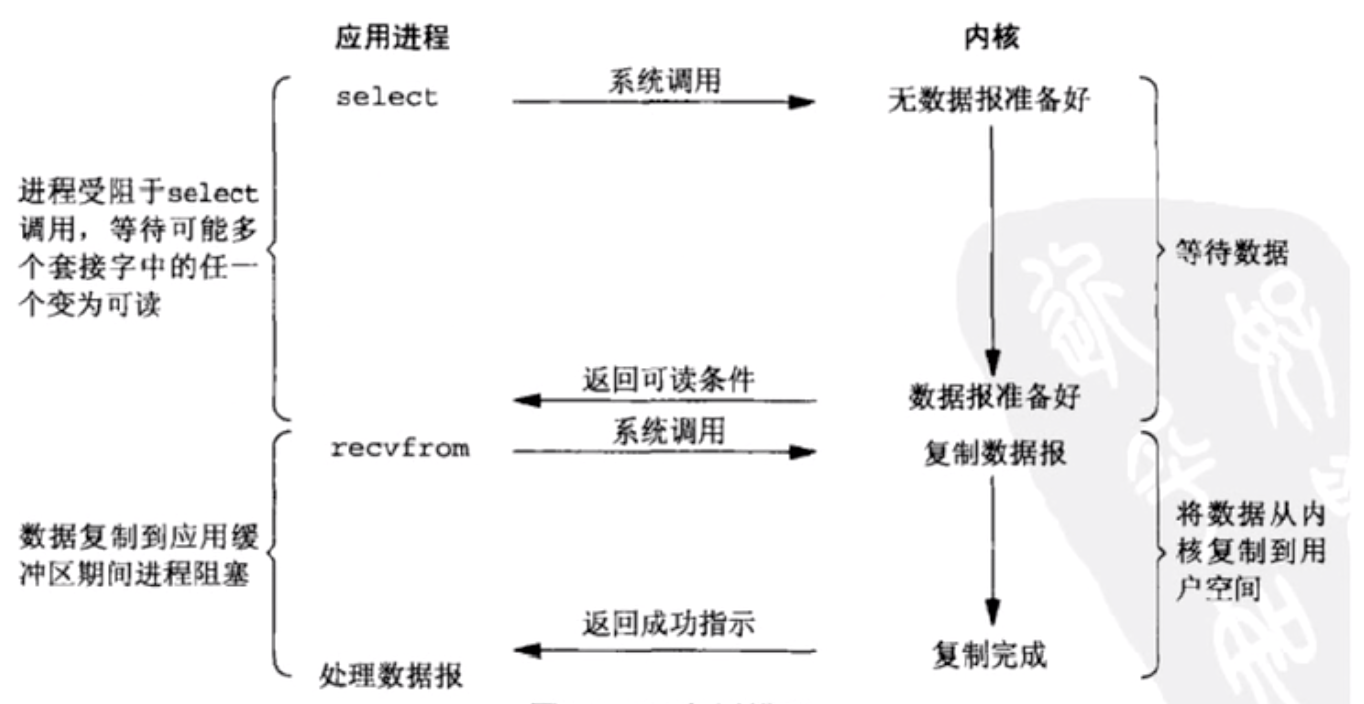 应用进程
内核
select
系统调用
无数据报准备好
进程受阻于select
调用，等待可能多
个套接字中的任一
个变为可读
等待数据
返回可读条件
数据报准备好
recvfrom
系统调用
复制数据报
数据复制到应用缓
冲区期间进程阻塞
将数据从内
核复制到用
户空间
返回成功指示
复制完成
处理数据报